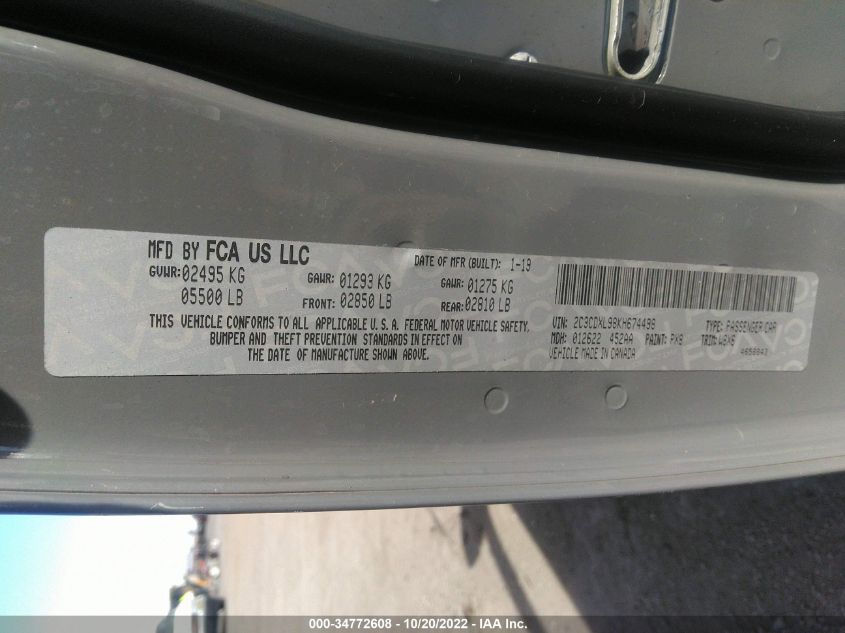 MFD BY FCA US LLC
DATE OF MFR (BUILT): 1-19
GVWR:02495 KG
GAWR: 01293 KG
GAWR: 01275 KG
05500 LB
FRONT: 02850 LB
REAR:02810 LB
THIS VEHICLE CONFORMS TO ALL APPLICABLE U.S.A. FEDERAL MOTOR VEHICLE SAFETY,
BUMPER AND THEFT PREVENTION STANDARDS IN EFFECT ON
THE DATE OF MANUFACTURE SHOWN ABOVE.
VIN: 2C3CDXL98KH674498 TYPE: PASSENGER CAR
MDH: 012622 452AA PAINT: PX8 TRIM:
VEHICLE MADE IN CANADA
000-34772608 - 10/20/2022 - IAA Inc.